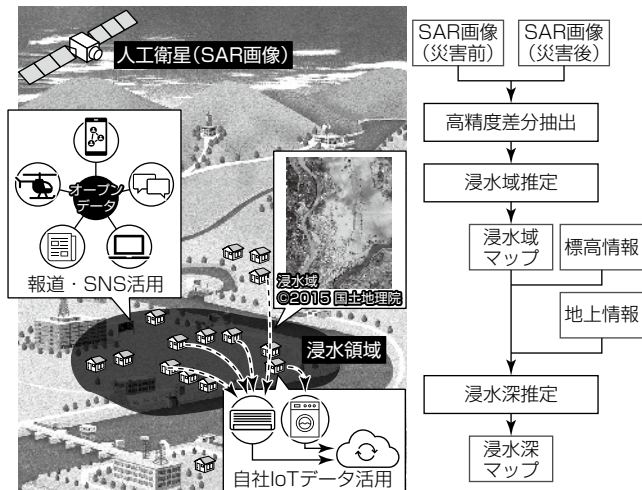 人工衛星(SAR画像)
オープン
データ
報道・SNS活用
浸水域
©2015 国土地理院
浸水領域
自社IoTデータ活用
SAR画像
(災害前)
SAR画像
(災害後)
高精度差分抽出
浸水域推定
浸水域
マップ
標高情報
地上情報
浸水深推定
浸水深
マップ